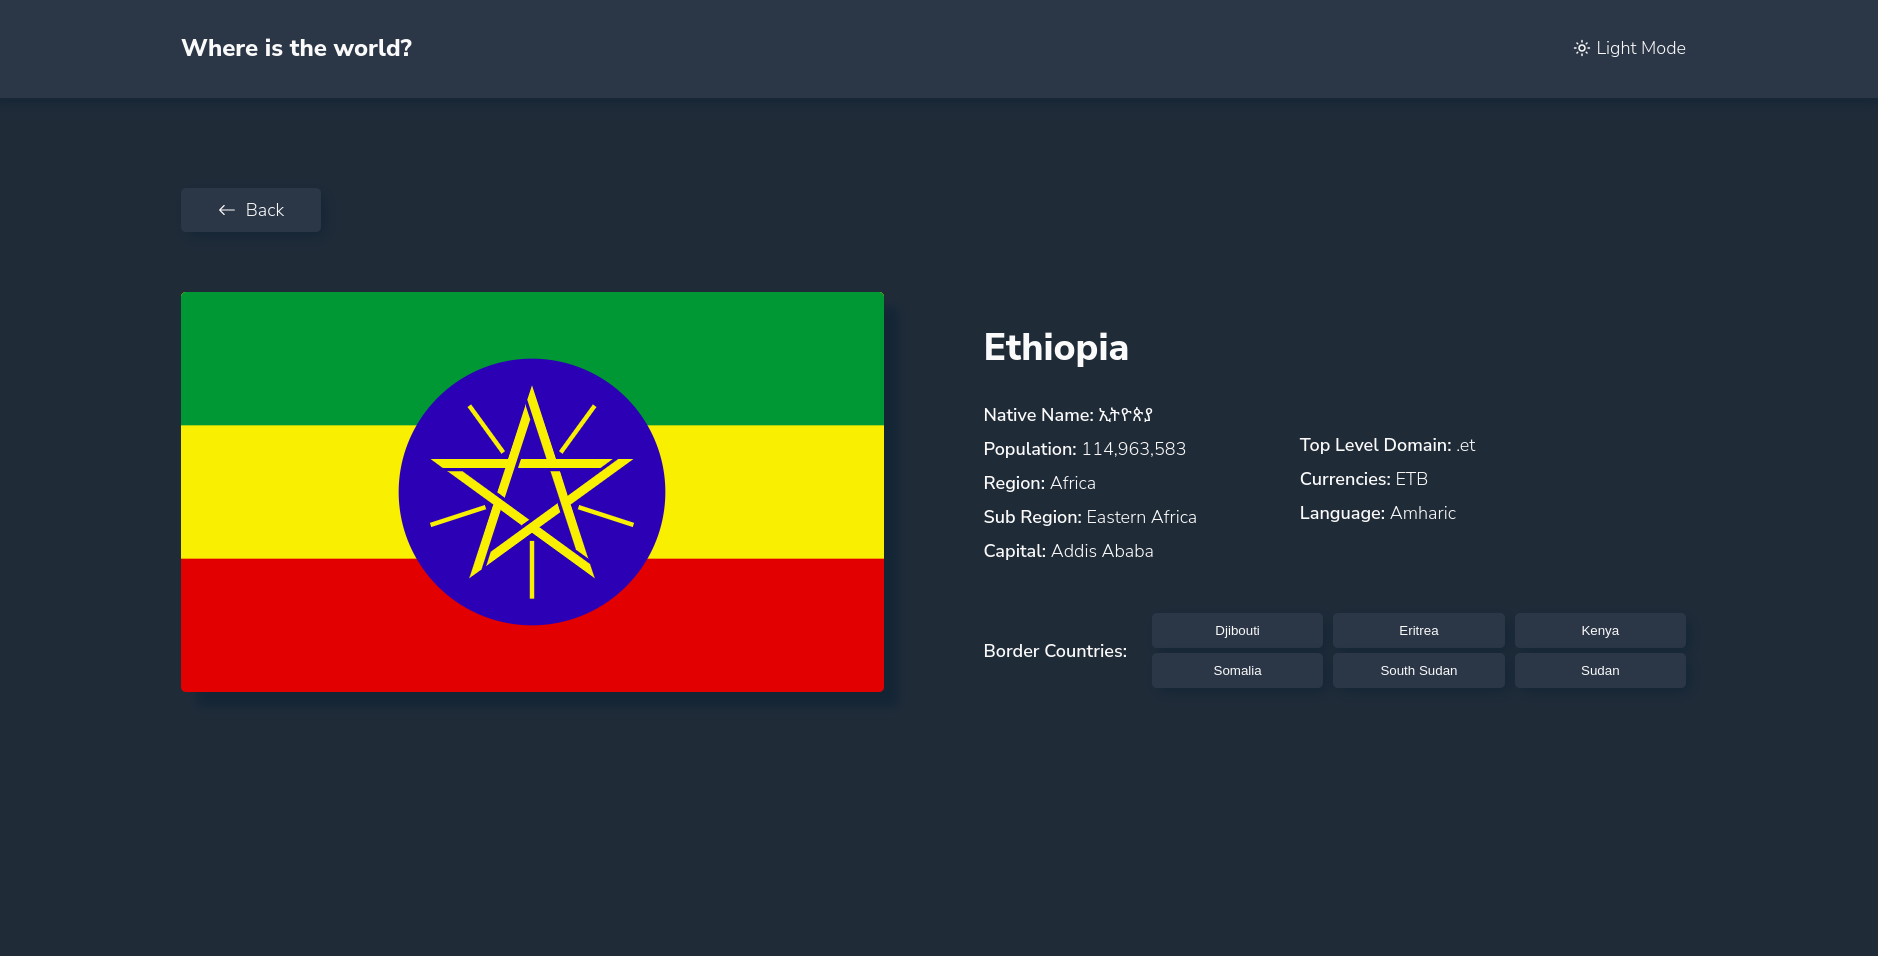 Where is the world?
Light Mode
Back
Ethiopia
Native Name: ኢትዮጵያ
Population: 114,963,583
Region: Africa
Sub Region: Eastern Africa
Capital: Addis Ababa
Top Level Domain: .et
Currencies: ETB
Language: Amharic
Border Countries:
Djibouti
Eritrea
Kenya
Somalia
South Sudan
Sudan